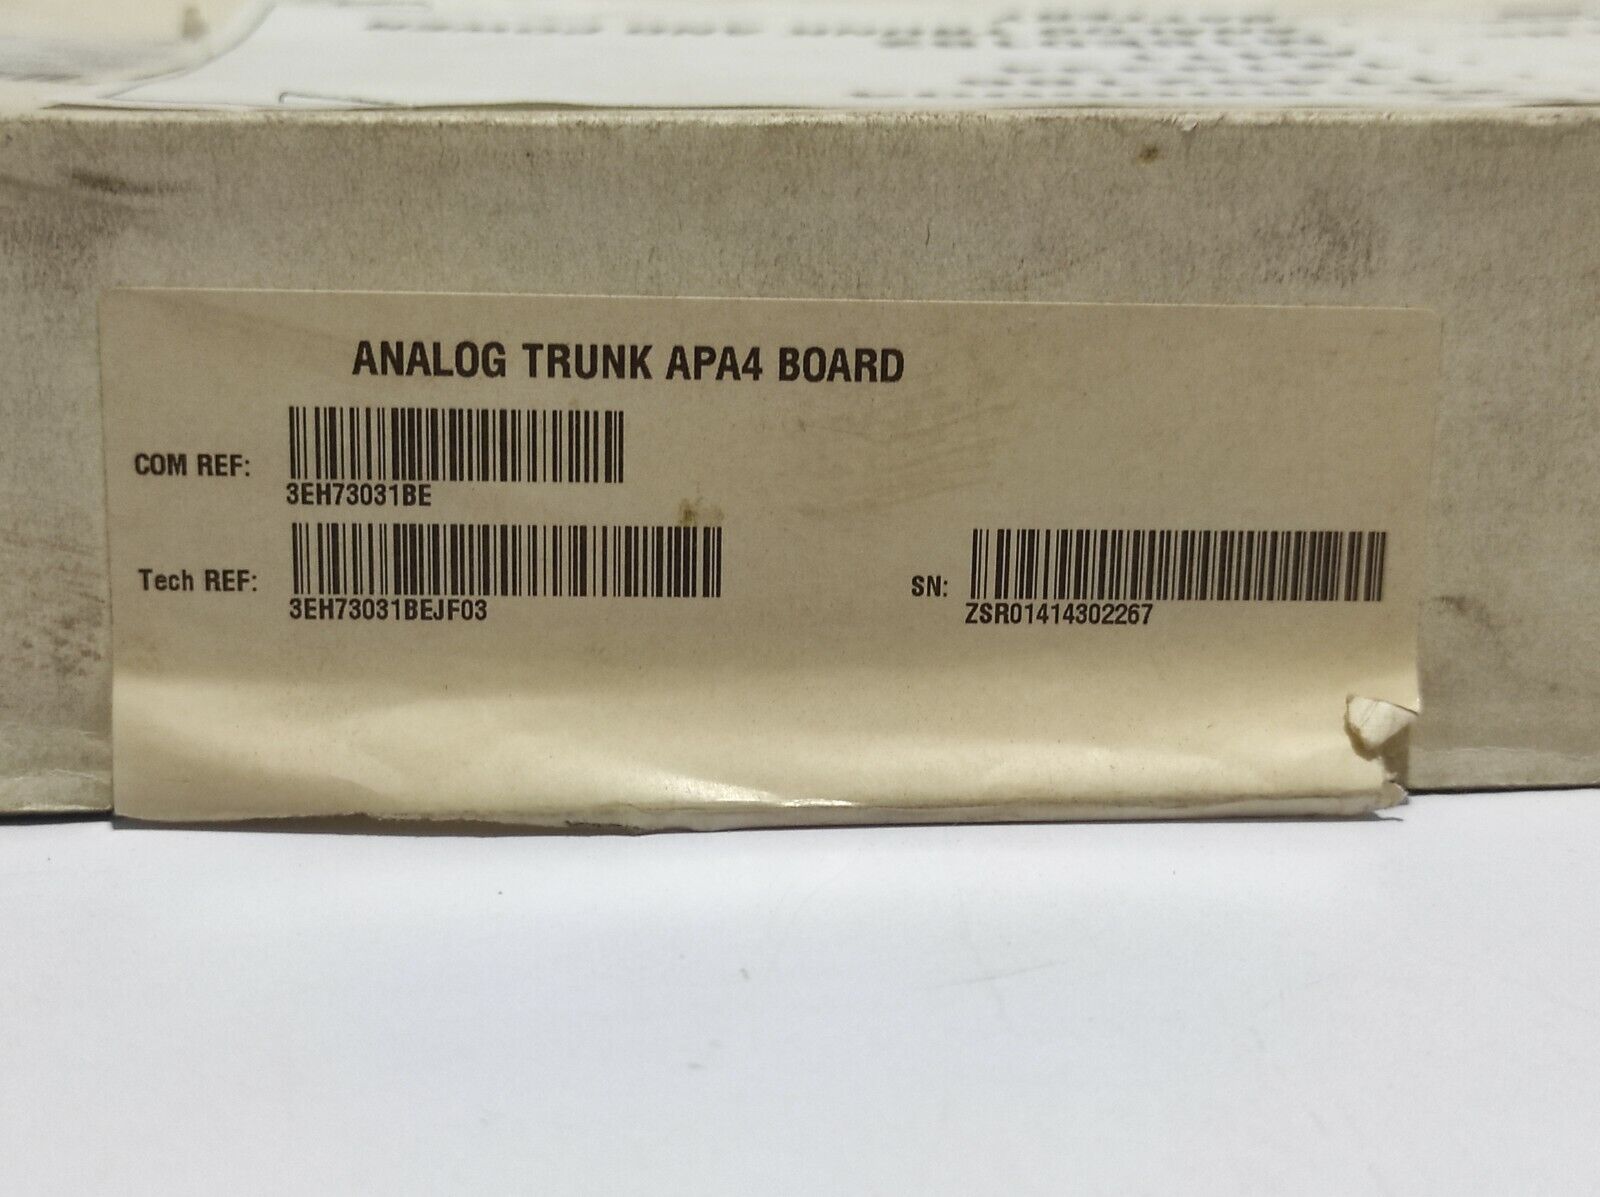 ANALOG TRUNK APA4 BOARD
COM REF:
3EH73031BE
Tech REF:
3EH73031BEJF03
SN:
ZSR01414302267